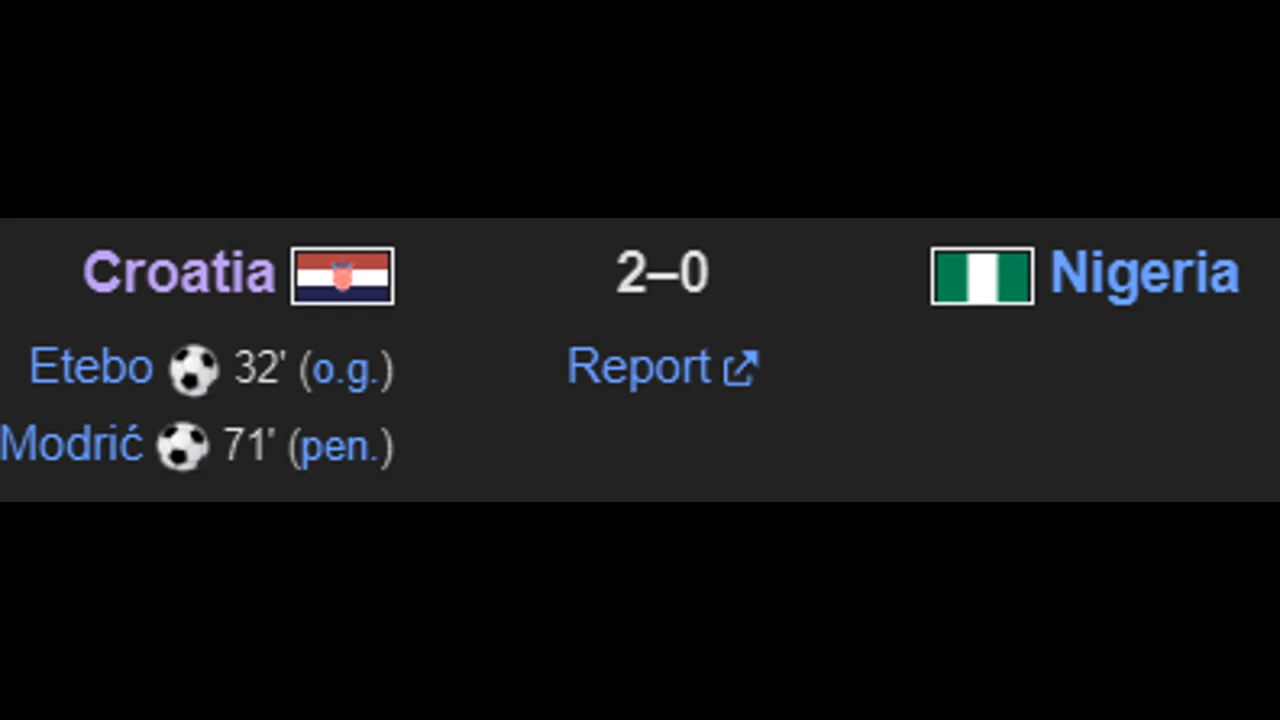 Croatia 2–0 Nigeria
Etebo 32' (o.g.) Report
Modrić 71' (pen.)